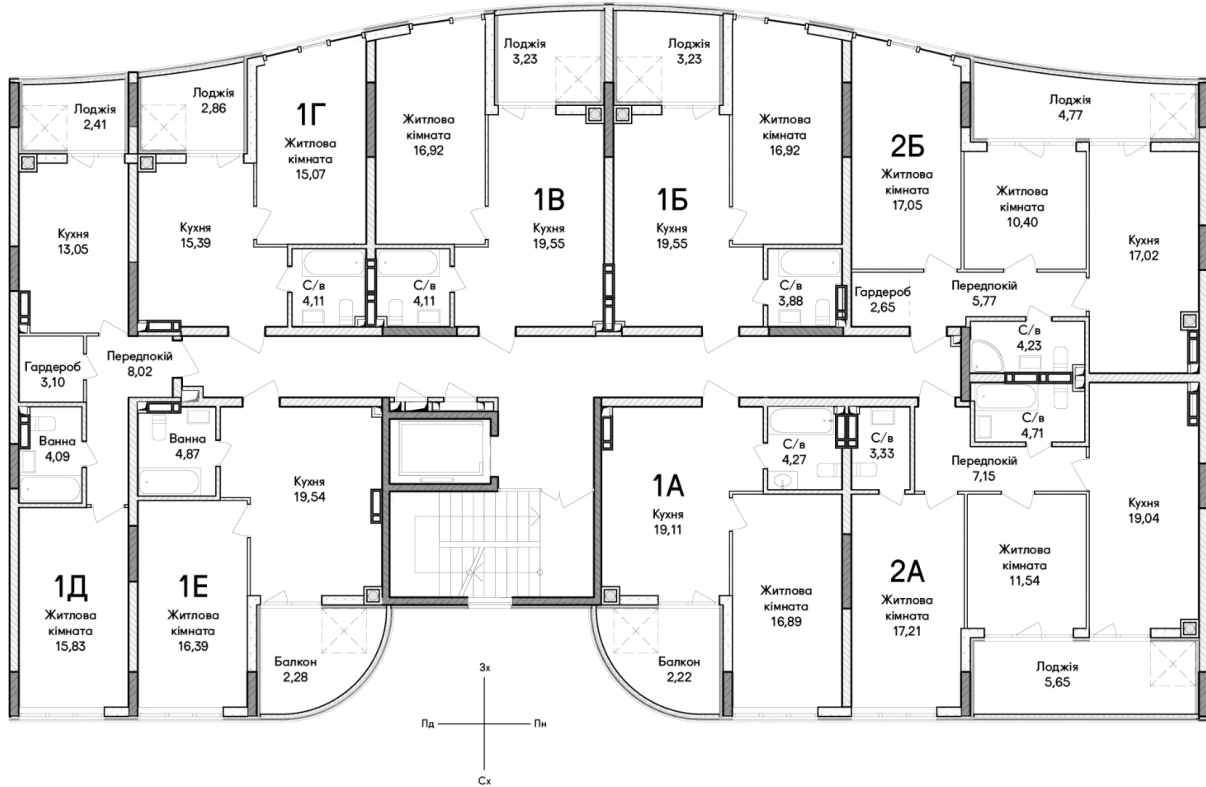 Лоджія
2,41
Лоджія
2,86
1Г
Житлова
кімната
15,07
Житлова
кімната
16,92
Лоджія
3,23
Лоджія
3,23
Житлова
кімната
16,92
2Б
Житлова
кімната
17,05
Лоджія
4,77
Житлова
кімната
10,40
Кухня
17,02
Кухня
13,05
Кухня
15,39
1В
Кухня
19,55
1Б
Кухня
19,55
С/в
4,11
С/в
4,11
С/в
3,88
Гардероб
2,65
Передпокій
5,77
С/в
4,23
Гардероб
3,10
Передпокій
8,02
Ванна
4,09
Ванна
4,87
Кухня
19,54
1А
Кухня
19,11
С/в
4,27
С/в
3,33
С/в
4,71
Передпокій
7,15
Кухня
19,04
1Д
Житлова
кімната
15,83
1Е
Житлова
кімната
16,39
Житлова
кімната
16,89
2А
Житлова
кімната
17,21
Житлова
кімната
11,54
Балкон
2,28
Балкон
2,22
Лоджія
5,65
Зх
Пд
Пн
Сх